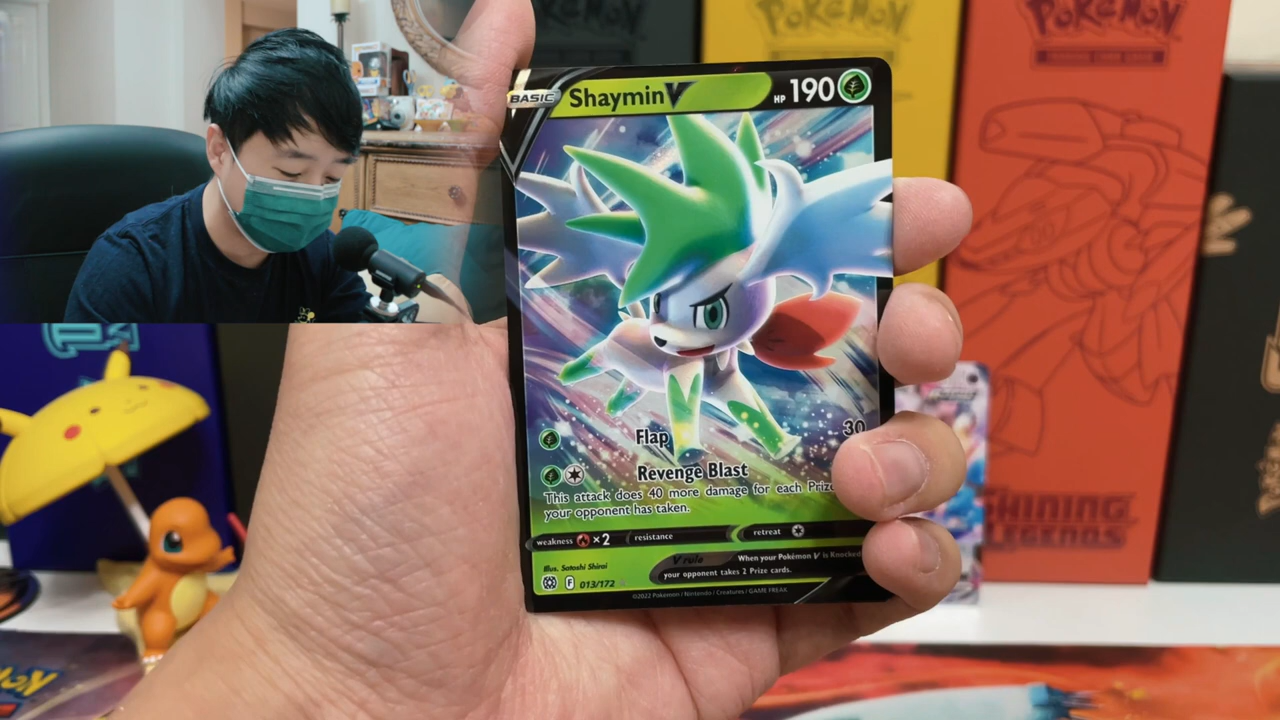 POKÉMON
POKÉMON
BASIC
Shaymin V
HP 190
Flap
30
Revenge Blast
This attack does 40 more damage for each Prize
your opponent has taken.
weakness ×2 resistance retreat
V rule When your Pokémon V is Knocked
your opponent takes 2 Prize cards.
Illus. Satoshi Shirai
F 013/172
©2022 Pokémon / Nintendo / Creatures / GAME FREAK
SHINING
LEGENDS